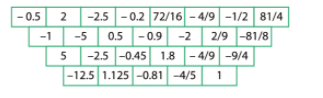 – 0.5 2 –2.5 – 0.2 72/16 – 4/9 –1/2 81/4
–1 –5 0.5 – 0.9 –2 2/9 –81/8
5 –2.5 –0.45 1.8 – 4/9 –9/4
–12.5 1.125 –0.81 –4/5 1